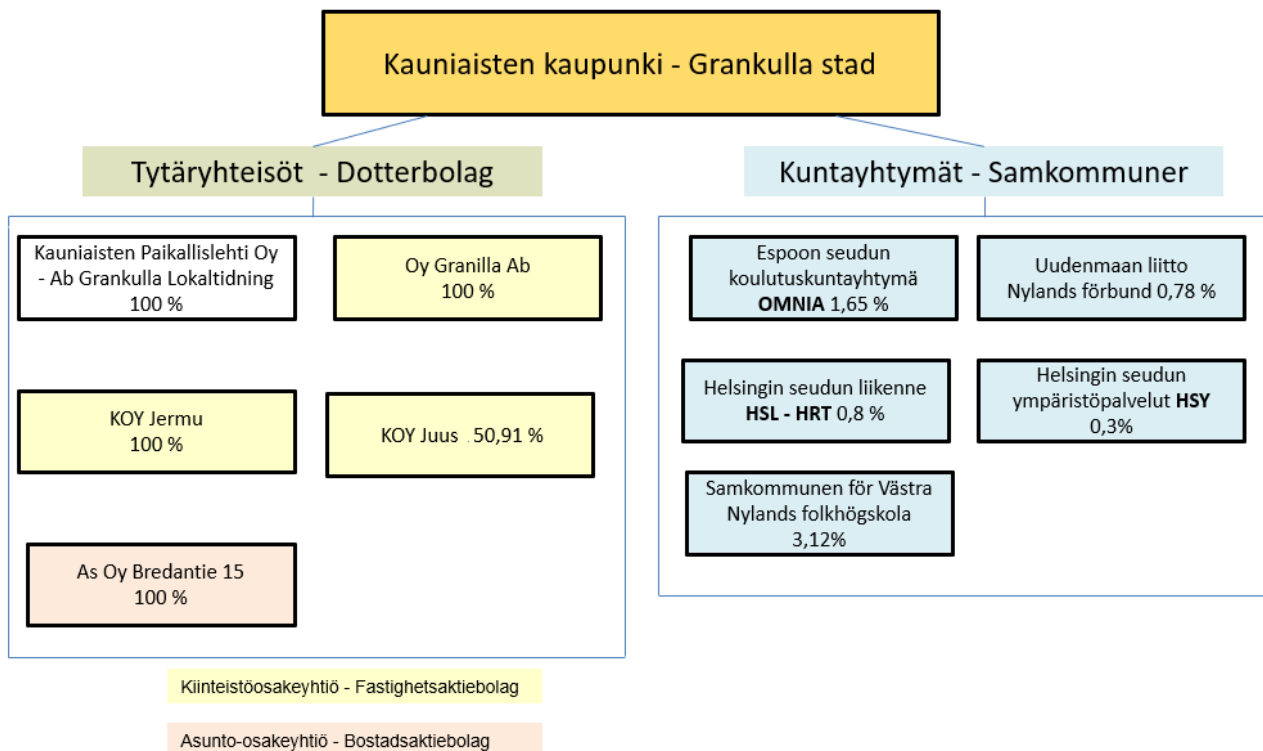 Kauniaisten kaupunki - Grankulla stad
Tytäryhteisöt - Dotterbolag
Kauniaisten Paikallislehti Oy
- Ab Grankulla Lokaltidning
100 %
Oy Granilla Ab
100 %
KOY Jermu
100 %
KOY Juus . 50,91 %
As Oy Bredantie 15
100 %
Kuntayhtymät - Samkommuner
Espoon seudun
koulutuskuntayhtymä
OMNIA 1,65 %
Uudenmaan liitto
Nylands förbund 0,78 %
Helsingin seudun liikenne
HSL - HRT 0,8 %
Helsingin seudun
ympäristöpalvelut HSY
0,3%
Samkommunen för Västra
Nylands folkhögskola
3,12%
Kiinteistöosakeyhtiö - Fastighetsaktiebolag
Asunto-osakeyhtiö - Bostadsaktiebolag